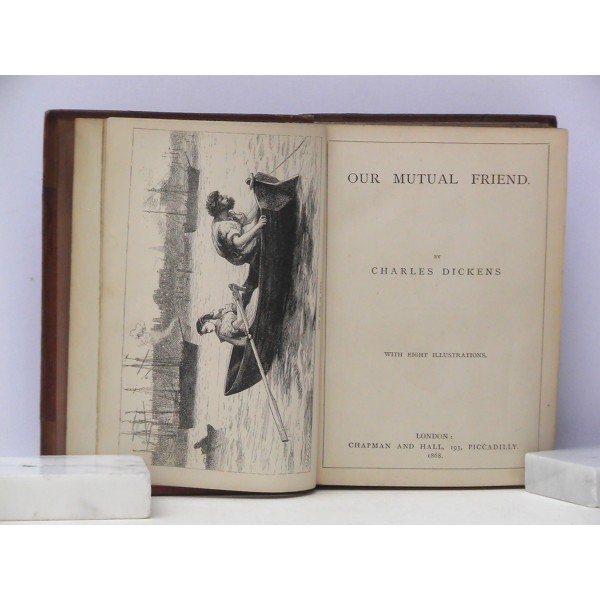 OUR MUTUAL FRIEND.
BY
CHARLES DICKENS
WITH EIGHT ILLUSTRATIONS.
LONDON:
CHAPMAN AND HALL, 193, PICCADILLY.
1868.